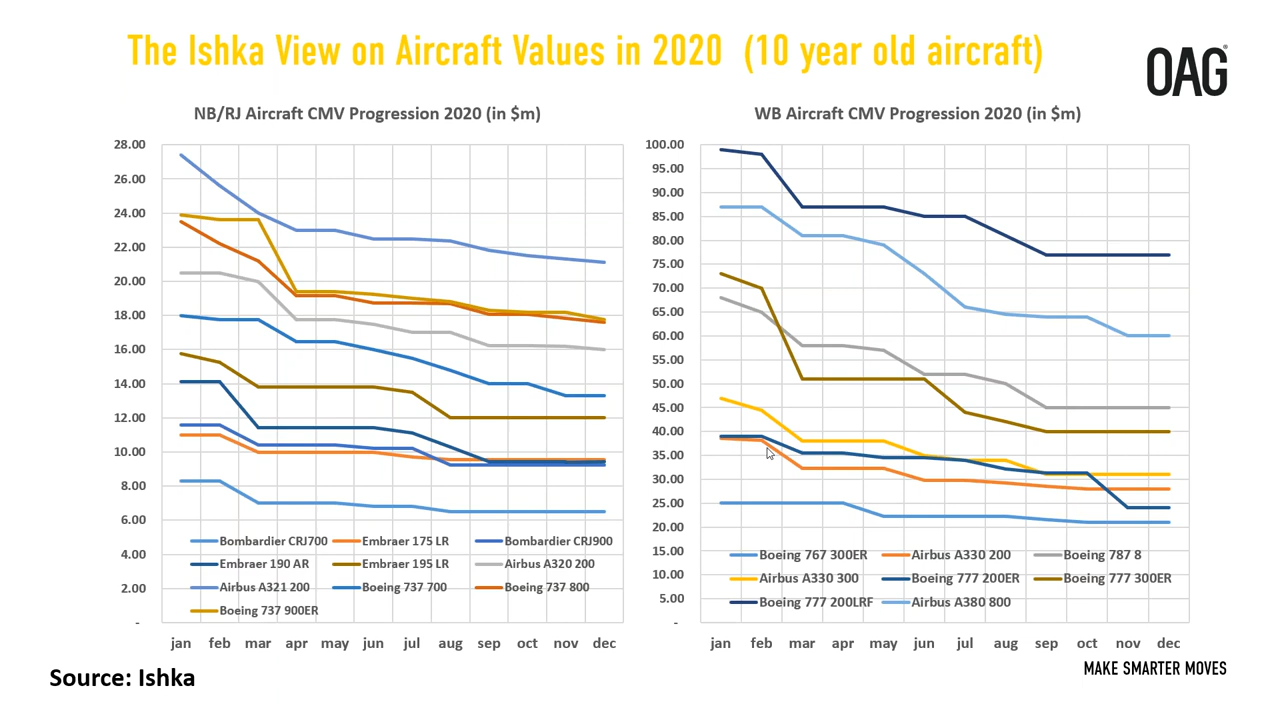 The Ishka View on Aircraft Values in 2020 (10 year old aircraft)
OAG®
NB/RJ Aircraft CMV Progression 2020 (in $m)
28.00
26.00
24.00
22.00
20.00
18.00
16.00
14.00
12.00
10.00
8.00
6.00
4.00
2.00
-
Bombardier CRJ700 Embraer 175 LR Bombardier CRJ900
Embraer 190 AR Embraer 195 LR Airbus A320 200
Airbus A321 200 Boeing 737 700 Boeing 737 800
Boeing 737 900ER
jan feb mar apr may jun jul aug sep oct nov dec
WB Aircraft CMV Progression 2020 (in $m)
100.00
95.00
90.00
85.00
80.00
75.00
70.00
65.00
60.00
55.00
50.00
45.00
40.00
35.00
30.00
25.00
20.00
15.00
10.00
5.00
-
Boeing 767 300ER Airbus A330 200 Boeing 787 8
Airbus A330 300 Boeing 777 200ER Boeing 777 300ER
Boeing 777 200LRF Airbus A380 800
jan feb mar apr may jun jul aug sep oct nov dec
Source: Ishka
MAKE SMARTER MOVES